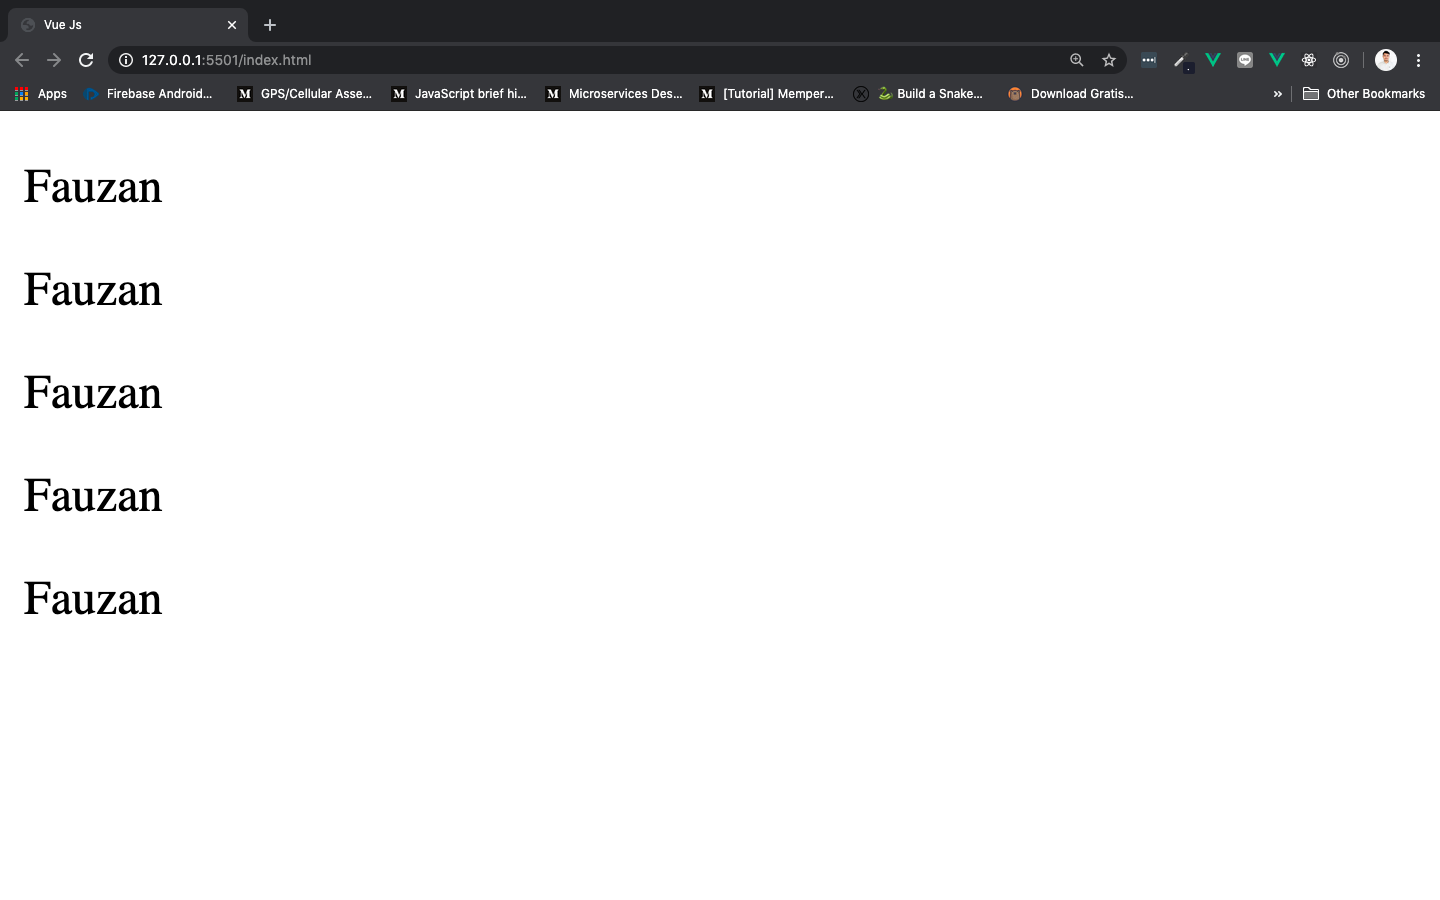 Vue Js
127.0.0.1:5501/index.html
Apps Firebase Android... GPS/Cellular Asse... JavaScript brief hi... Microservices Des... [Tutorial] Memper... Build a Snake... Download Gratis... » Other Bookmarks
Fauzan
Fauzan
Fauzan
Fauzan
Fauzan